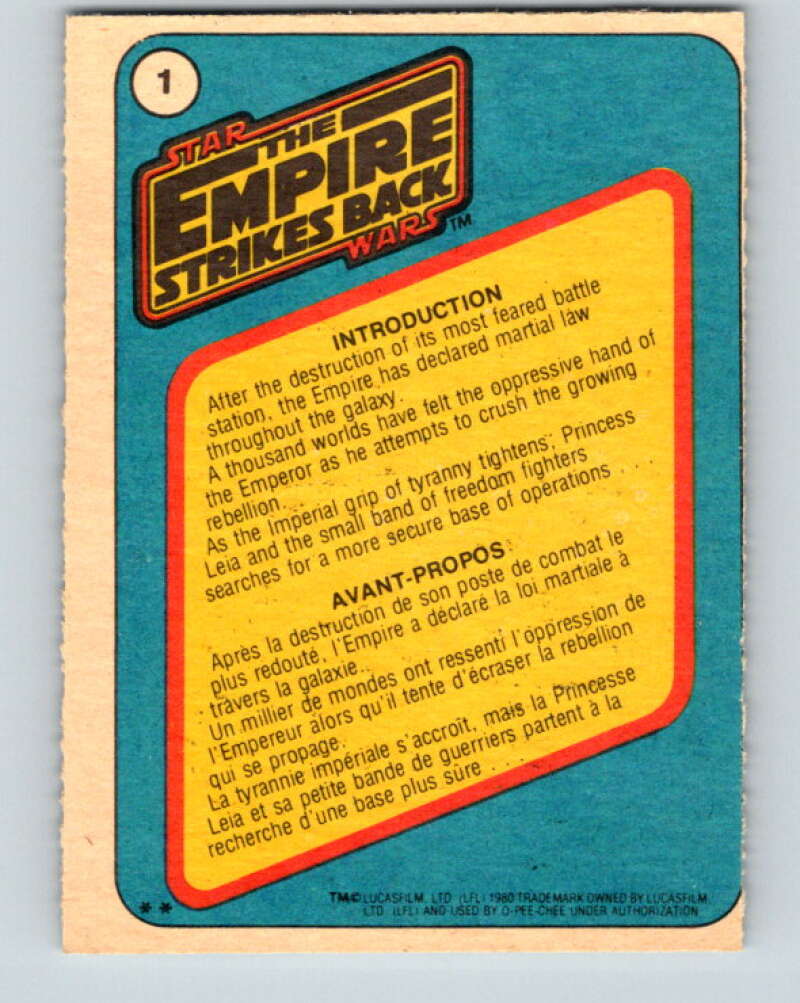 1
STAR
THE
EMPIRE
STRIKES BACK
WARS™
INTRODUCTION
After the destruction of its most feared battle
station, the Empire has declared martial law
throughout the galaxy.
A thousand worlds have felt the oppressive hand of
the Emperor as he attempts to crush the growing
rebellion.
As the Imperial grip of tyranny tightens, Princess
Leia and the small band of freedom fighters
searches for a more secure base of operations . . .
AVANT-PROPOS
Après la destruction de son poste de combat le
plus redouté, l'Empire a déclaré la loi martiale à
travers la galaxie.
Un millier de mondes ont ressenti l'oppression de
l'Empereur alors qu'il tente d'écraser la rebellion
qui se propage.
La tyrannie impériale s'accroit, mais la Princesse
Leia et sa petite bande de guerriers partent à la
recherche d'une base plus sûre . . .
TM© LUCASFILM, LTD. (LFL) 1980 TRADEMARK OWNED BY LUCASFILM,
LTD. (LFL) AND USED BY O-PEE-CHEE UNDER AUTHORIZATION
* *